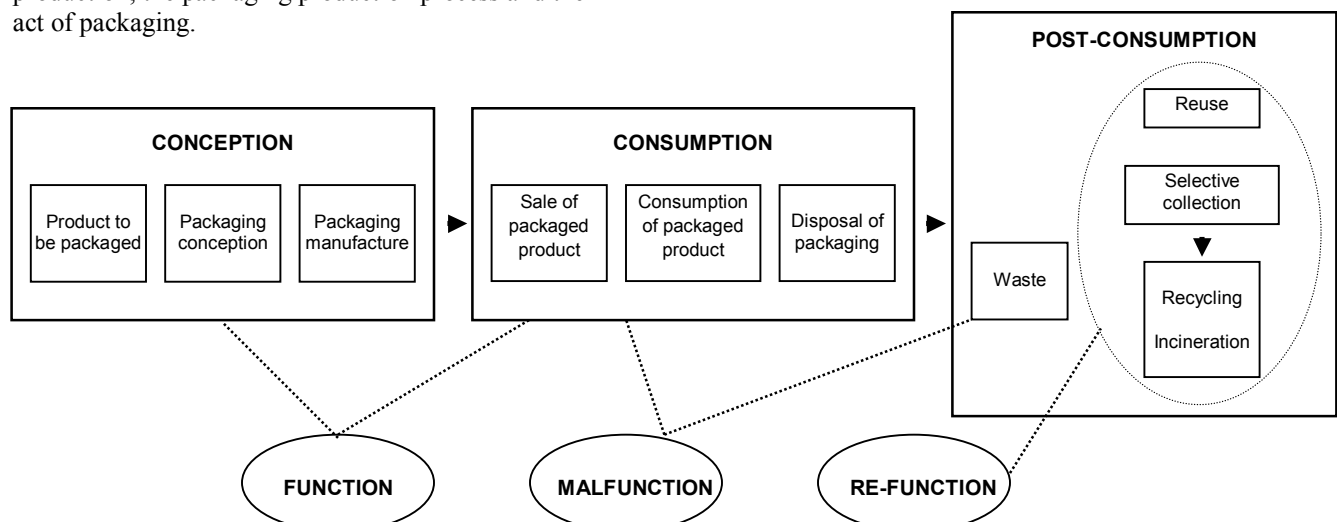 act of packaging.
POST-CONSUMPTION
Reuse
Selective
collection
Waste
Recycling
Incineration
CONCEPTION
Product to
be packaged
Packaging
conception
Packaging
manufacture
CONSUMPTION
Sale of
packaged
product
Consumption
of packaged
product
Disposal of
packaging
FUNCTION
MALFUNCTION
RE-FUNCTION